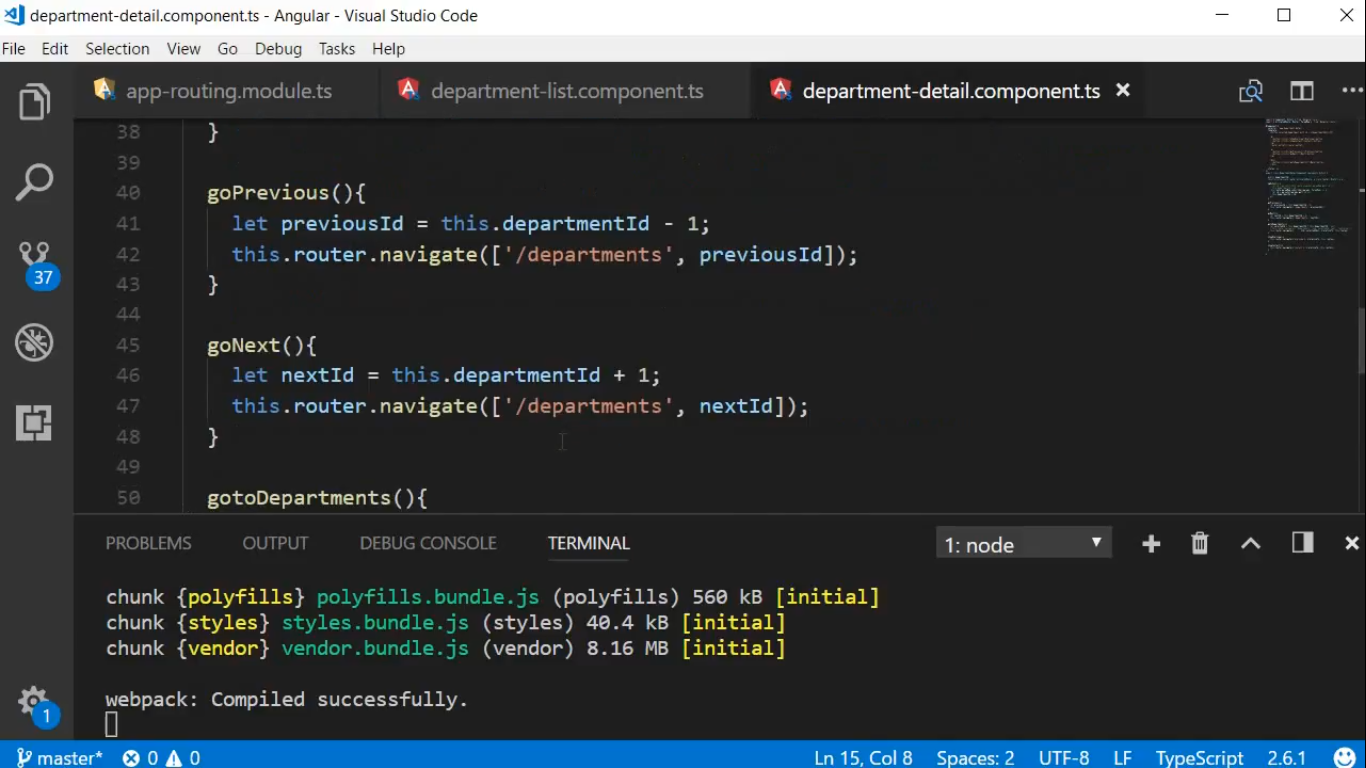 department-detail.component.ts - Angular - Visual Studio Code
File Edit Selection View Go Debug Tasks Help
app-routing.module.ts department-list.component.ts department-detail.component.ts
38 }
39
40 goPrevious(){
41 let previousId = this.departmentId - 1;
42 this.router.navigate(['/departments', previousId]);
43 }
44
45 goNext(){
46 let nextId = this.departmentId + 1;
47 this.router.navigate(['/departments', nextId]);
48 }
49
50 gotoDepartments(){
37
PROBLEMS OUTPUT DEBUG CONSOLE TERMINAL 1: node
chunk {polyfills} polyfills.bundle.js (polyfills) 560 kB [initial]
chunk {styles} styles.bundle.js (styles) 40.4 kB [initial]
chunk {vendor} vendor.bundle.js (vendor) 8.16 MB [initial]
webpack: Compiled successfully.
1
master* 0 0 Ln 15, Col 8 Spaces: 2 UTF-8 LF TypeScript 2.6.1